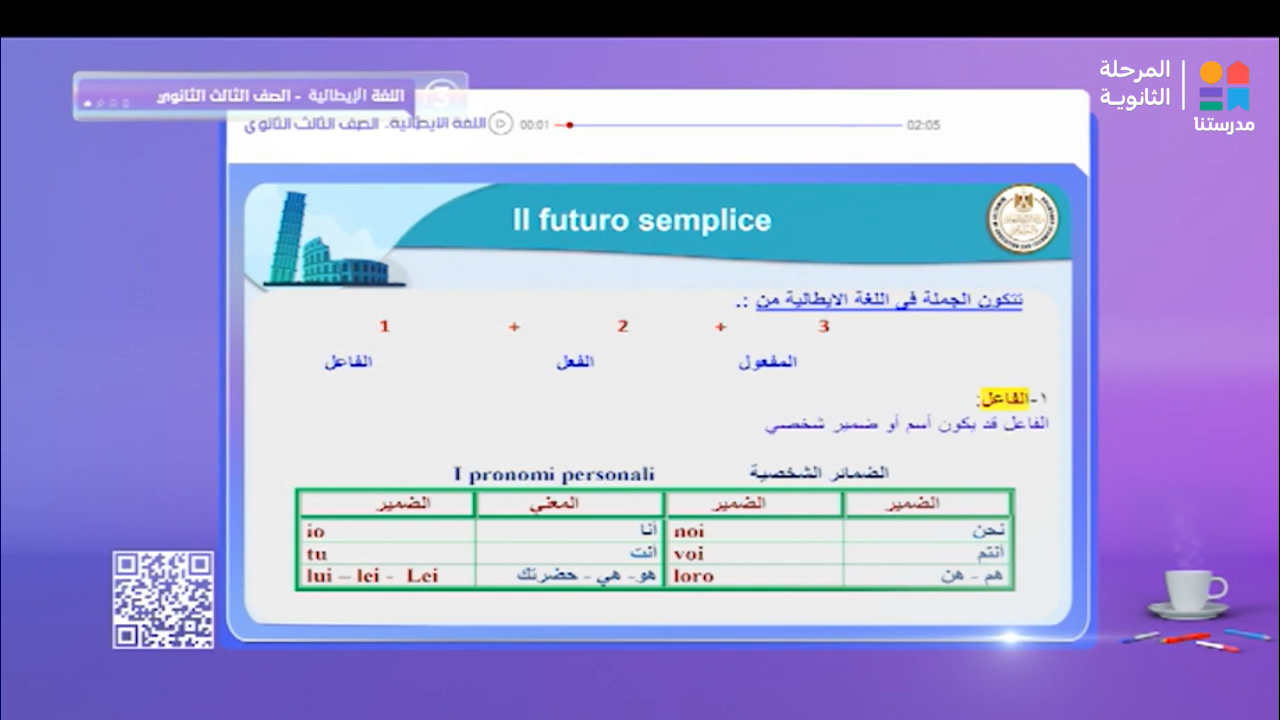 المرحلة
الثانوية
مدرستنا
اللغة الإيطالية - الصف الثالث الثانوي
اللغة الايطالية. الصف الثالث الثانوى
00:01
02:05
Il futuro semplice
تتكون الجملة في اللغة الايطالية من :.
1 + 2 + 3
الفاعل الفعل المفعول
١-الفاعل:
الفاعل قد يكون أسم أو ضمير شخصي
I pronomi personali الضمائر الشخصية
الضمير المعني الضمير الضمير
io أنا noi نحن
tu أنت voi أنتم
lui – lei - Lei هو- هي - حضرتك loro هم - هن